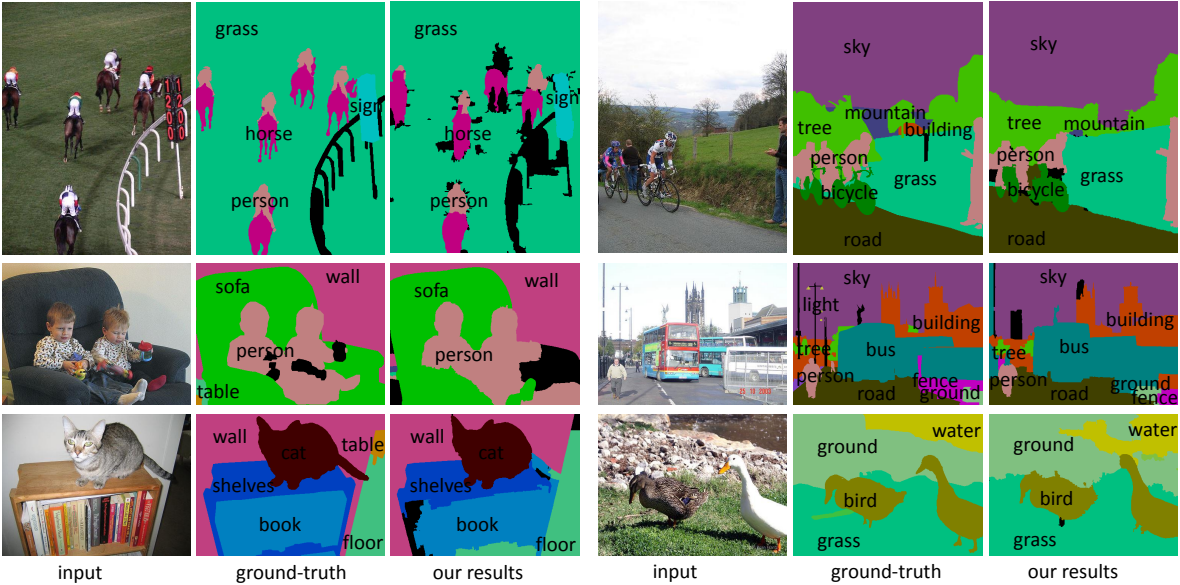 grass
horse
person
sign
grass
horse
person
sign
sky
mountain
tree
building
person
grass
bicycle
road
sky
tree
mountain
person
grass
bicycle
road
sofa
wall
person
table
sofa
wall
person
sky
light
building
bus
tree
person
fence
road
ground
sky
building
bus
tree
person
ground
road
fence
wall
cat
table
shelves
book
floor
wall
cat
shelves
book
floor
water
ground
bird
grass
water
ground
bird
grass
input
ground-truth
our results
input
ground-truth
our results